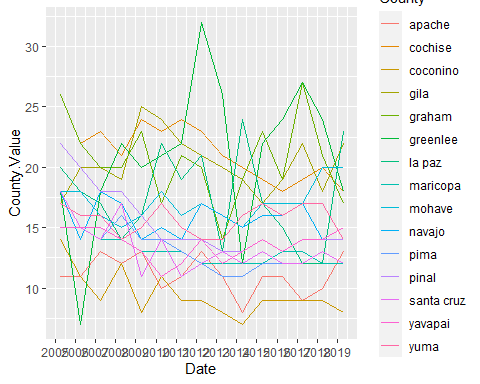 County
apache
cochise
coconino
gila
graham
greenlee
la paz
maricopa
mohave
navajo
pima
pinal
santa cruz
yavapai
yuma
30
25
20
15
10
County.Value
2005 2006 2007 2008 2009 2010 2011 2012 2013 2014 2015 2016 2017 2018 2019
Date